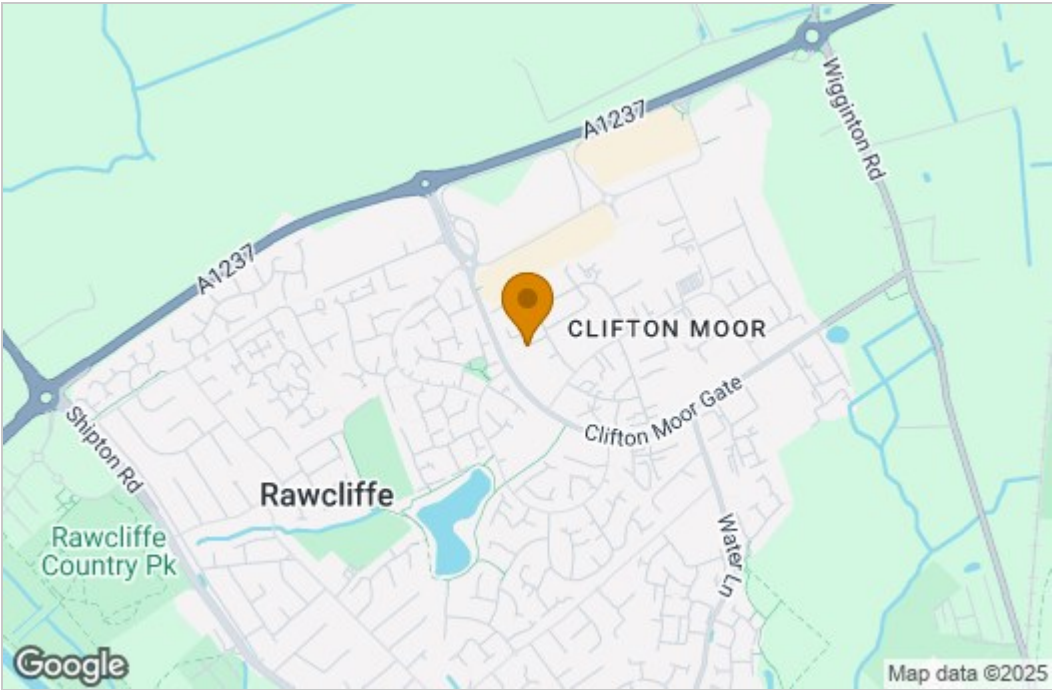 A1237
Wigginton Rd
A1237
CLIFTON MOOR
Clifton Moor Gate
Shipton Rd
Rawcliffe
Rawcliffe
Country Pk
Water Ln
Google
Map data ©2025